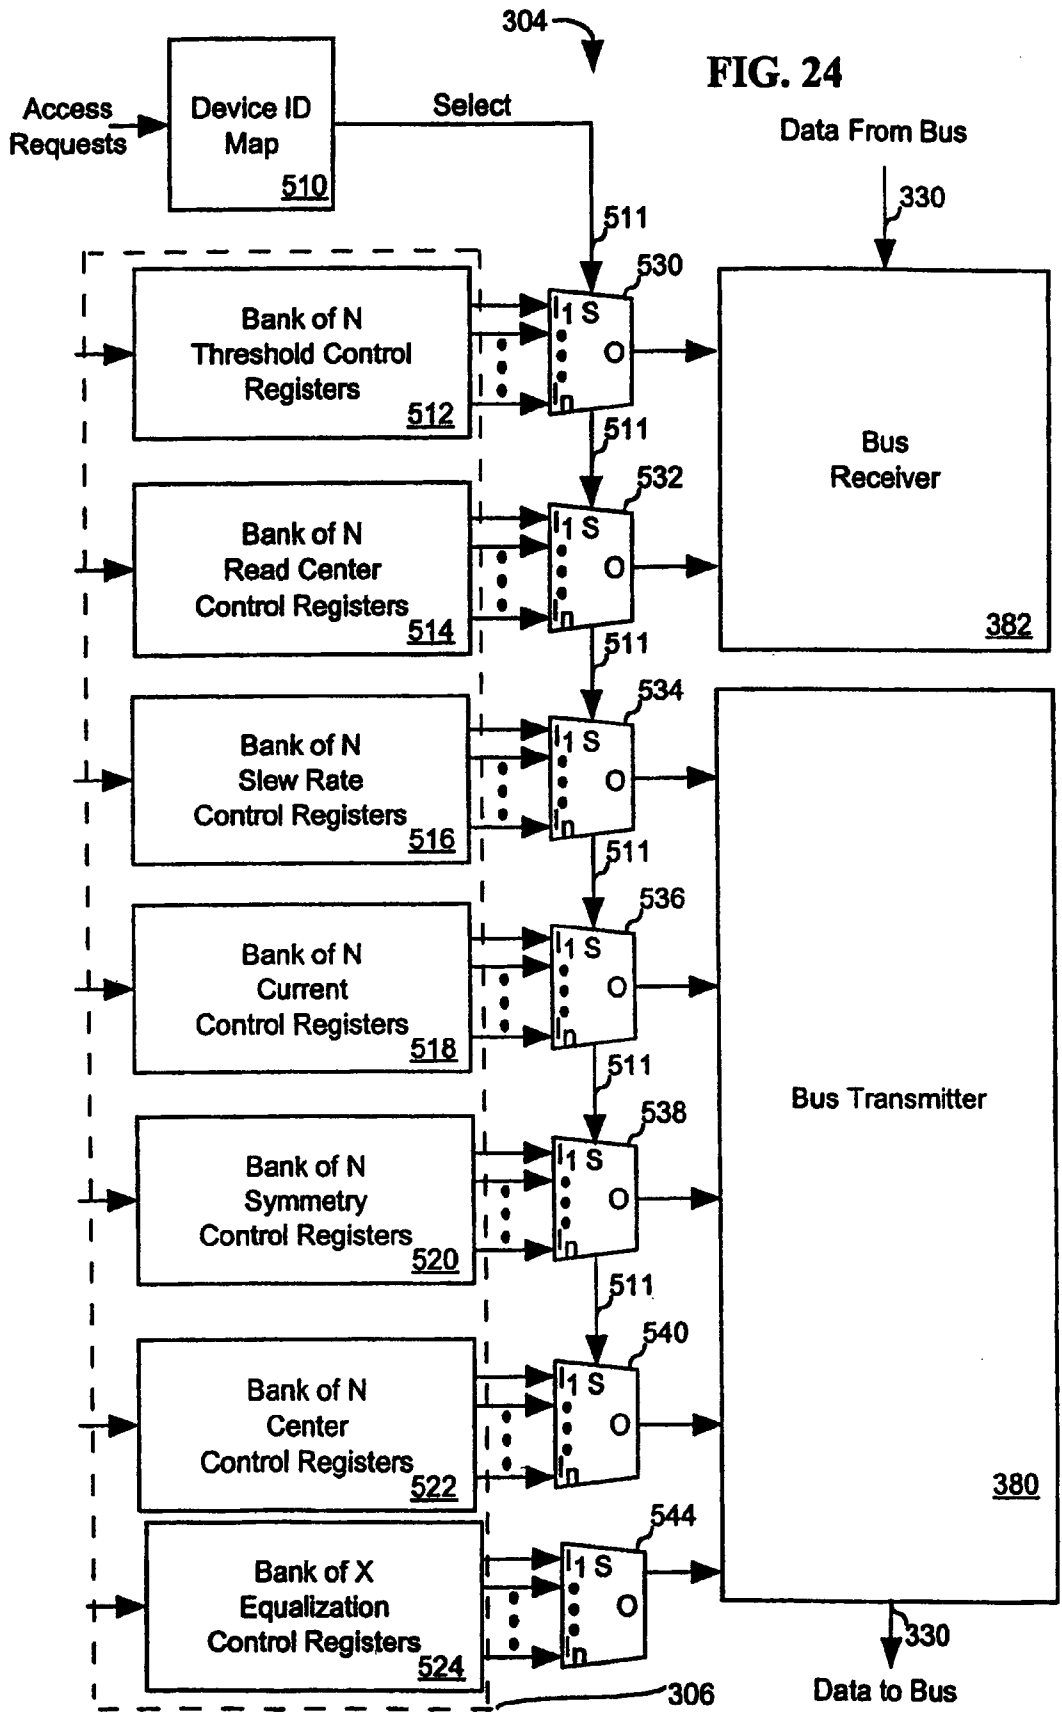 304
FIG. 24
Access
Requests
Device ID
Map
510
Select
Data From Bus
330
511
530
Bank of N
Threshold Control
Registers
512
I1 S
O
In
511
532
Bus
Receiver
382
Bank of N
Read Center
Control Registers
514
I1 S
O
In
511
534
Bank of N
Slew Rate
Control Registers
516
I1 S
O
In
511
536
Bank of N
Current
Control Registers
518
I1 S
O
In
511
538
Bus Transmitter
380
Bank of N
Symmetry
Control Registers
520
I1 S
O
In
511
540
Bank of N
Center
Control Registers
522
I1 S
O
In
544
Bank of X
Equalization
Control Registers
524
I1 S
O
In
330
306
Data to Bus